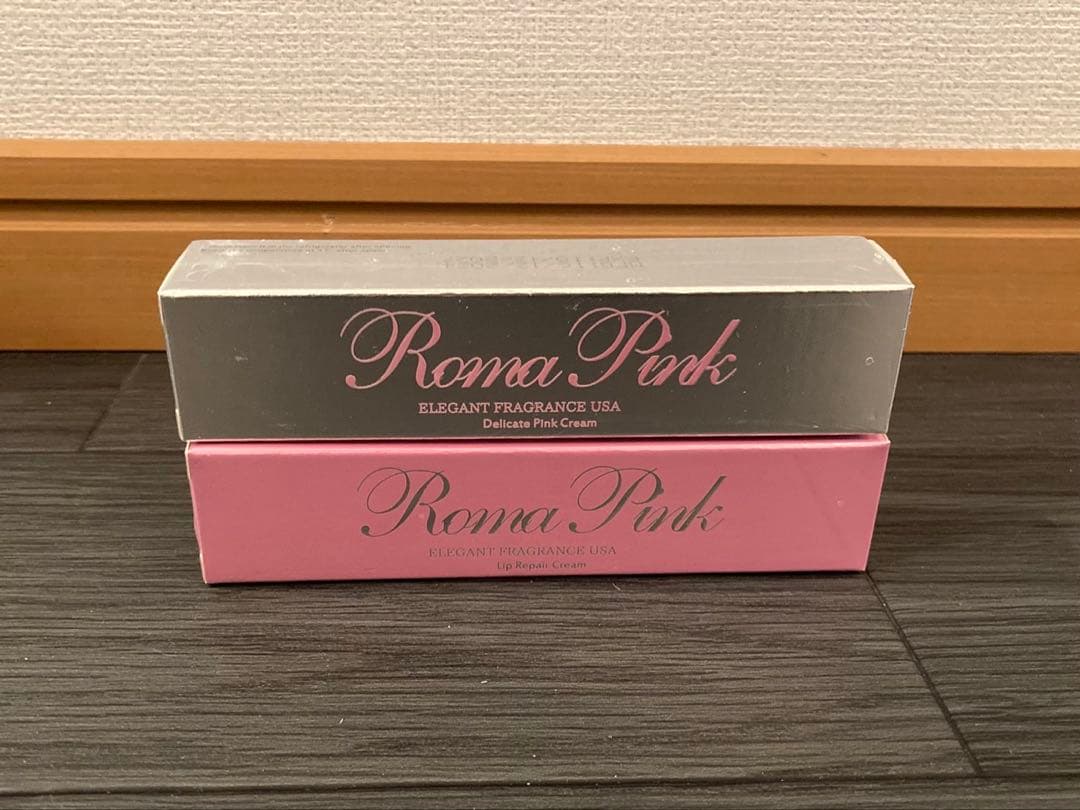 Roma Pink
ELEGANT FRAGRANCE USA
Delicate Pink Cream
Roma Pink
ELEGANT FRAGRANCE USA
Lip Repair Cream